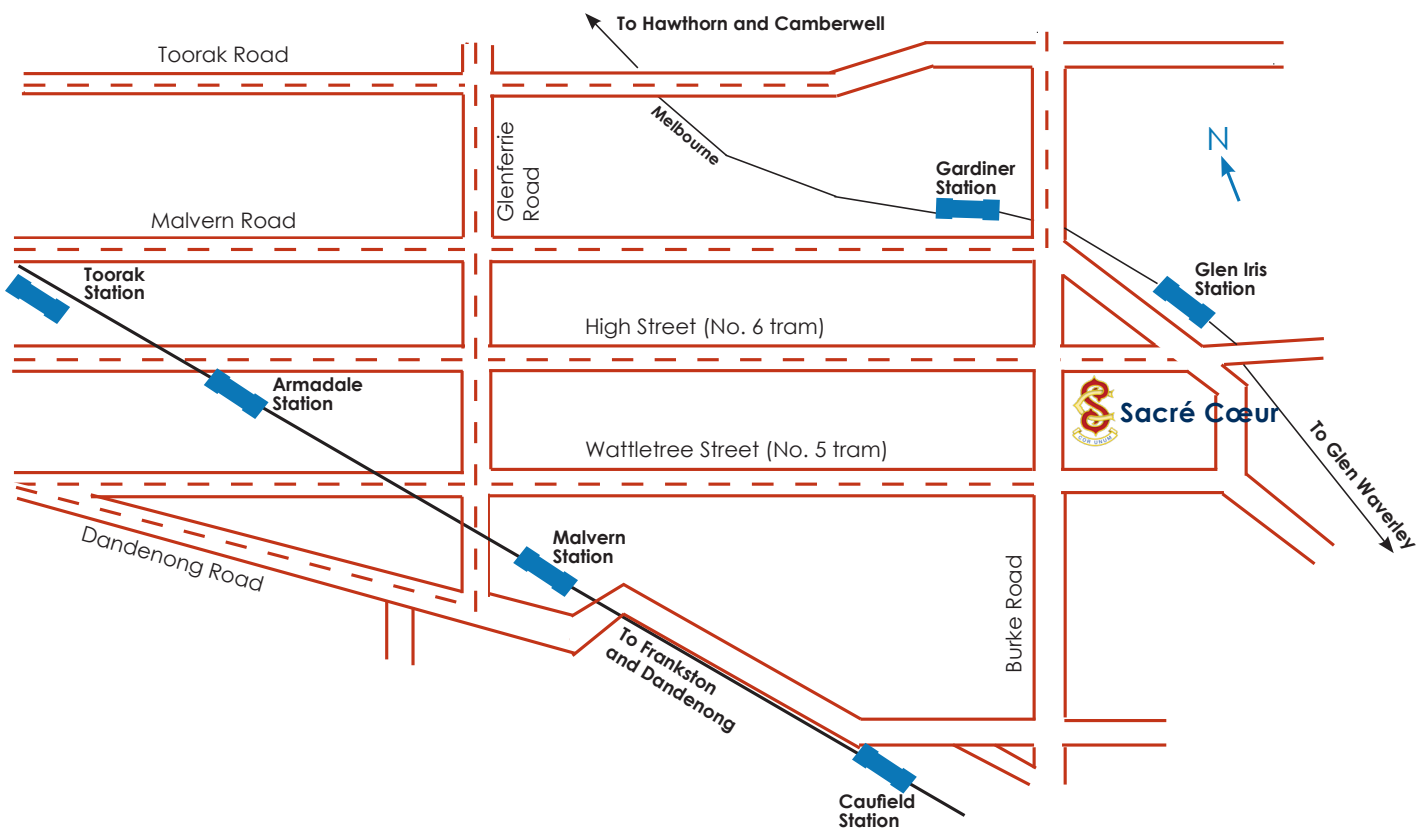 To Hawthorn and Camberwell
Toorak Road
Melbourne
Glenferrie
Road
N
Gardiner
Station
Malvern Road
Toorak
Station
Glen Iris
Station
High Street (No. 6 tram)
Armadale
Station
Sacré Cœur
COR UNUM
Wattletree Street (No. 5 tram)
To Glen Waverley
Dandenong Road
Malvern
Station
Burke Road
To Frankston
and Dandenong
Caufield
Station